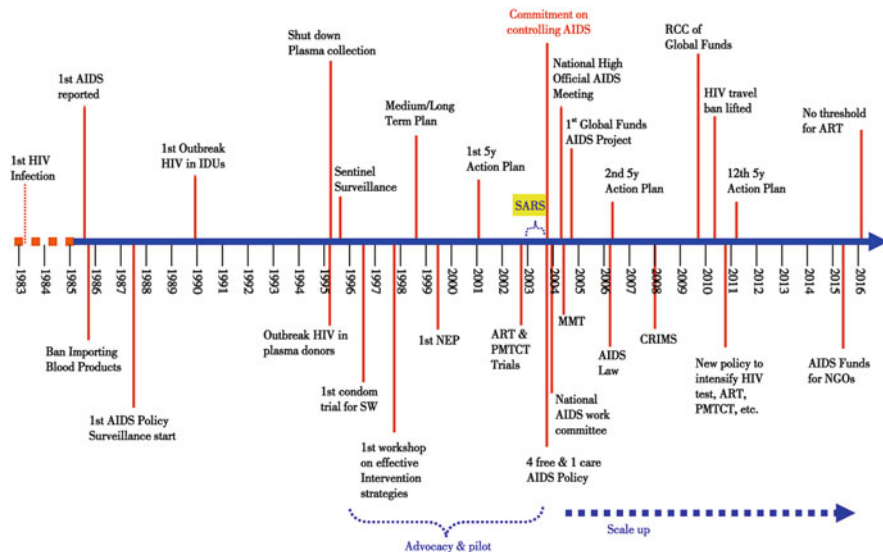 Commitment on
controlling AIDS
Shut down
Plasma collection
RCC of
Global Funds
National High
Official AIDS
Meeting
1st AIDS
reported
HIV travel
ban lifted
Medium/Long
Term Plan
No threshold
for ART
1st Global Funds
AIDS Project
1st Outbreak
HIV in IDUs
1st HIV
Infection
1st 5y
Action Plan
Sentinel
Surveillance
2nd 5y
Action Plan
12th 5y
Action Plan
SARS
1983 1984 1985 1986 1987 1988 1989 1990 1991 1992 1993 1994 1995 1996 1997 1998 1999 2000 2001 2002 2003 2004 2005 2006 2007 2008 2009 2010 2011 2012 2013 2014 2015 2016
MMT
Ban Importing
Blood Products
Outbreak HIV in
plasma donors
1st NEP
ART &
PMTCT
Trials
AIDS
Law
CRIMS
New policy to
intensify HIV
test, ART,
PMTCT, etc.
AIDS Funds
for NGOs
1st condom
trial for SW
National
AIDS work
committee
1st AIDS Policy
Surveillance start
1st workshop
on effective
Intervention
strategies
4 free & 1 care
AIDS Policy
Scale up
Advocacy & pilot